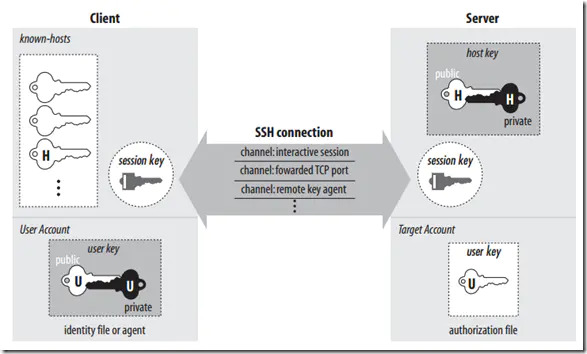 Client
Server
known-hosts
host key
public
H
H
private
H
SSH connection
channel: interactive session
channel: fowarded TCP port
channel: remote key agent
session key
session key
User Account
user key
public
U
U
private
identity file or agent
Target Account
user key
U
authorization file